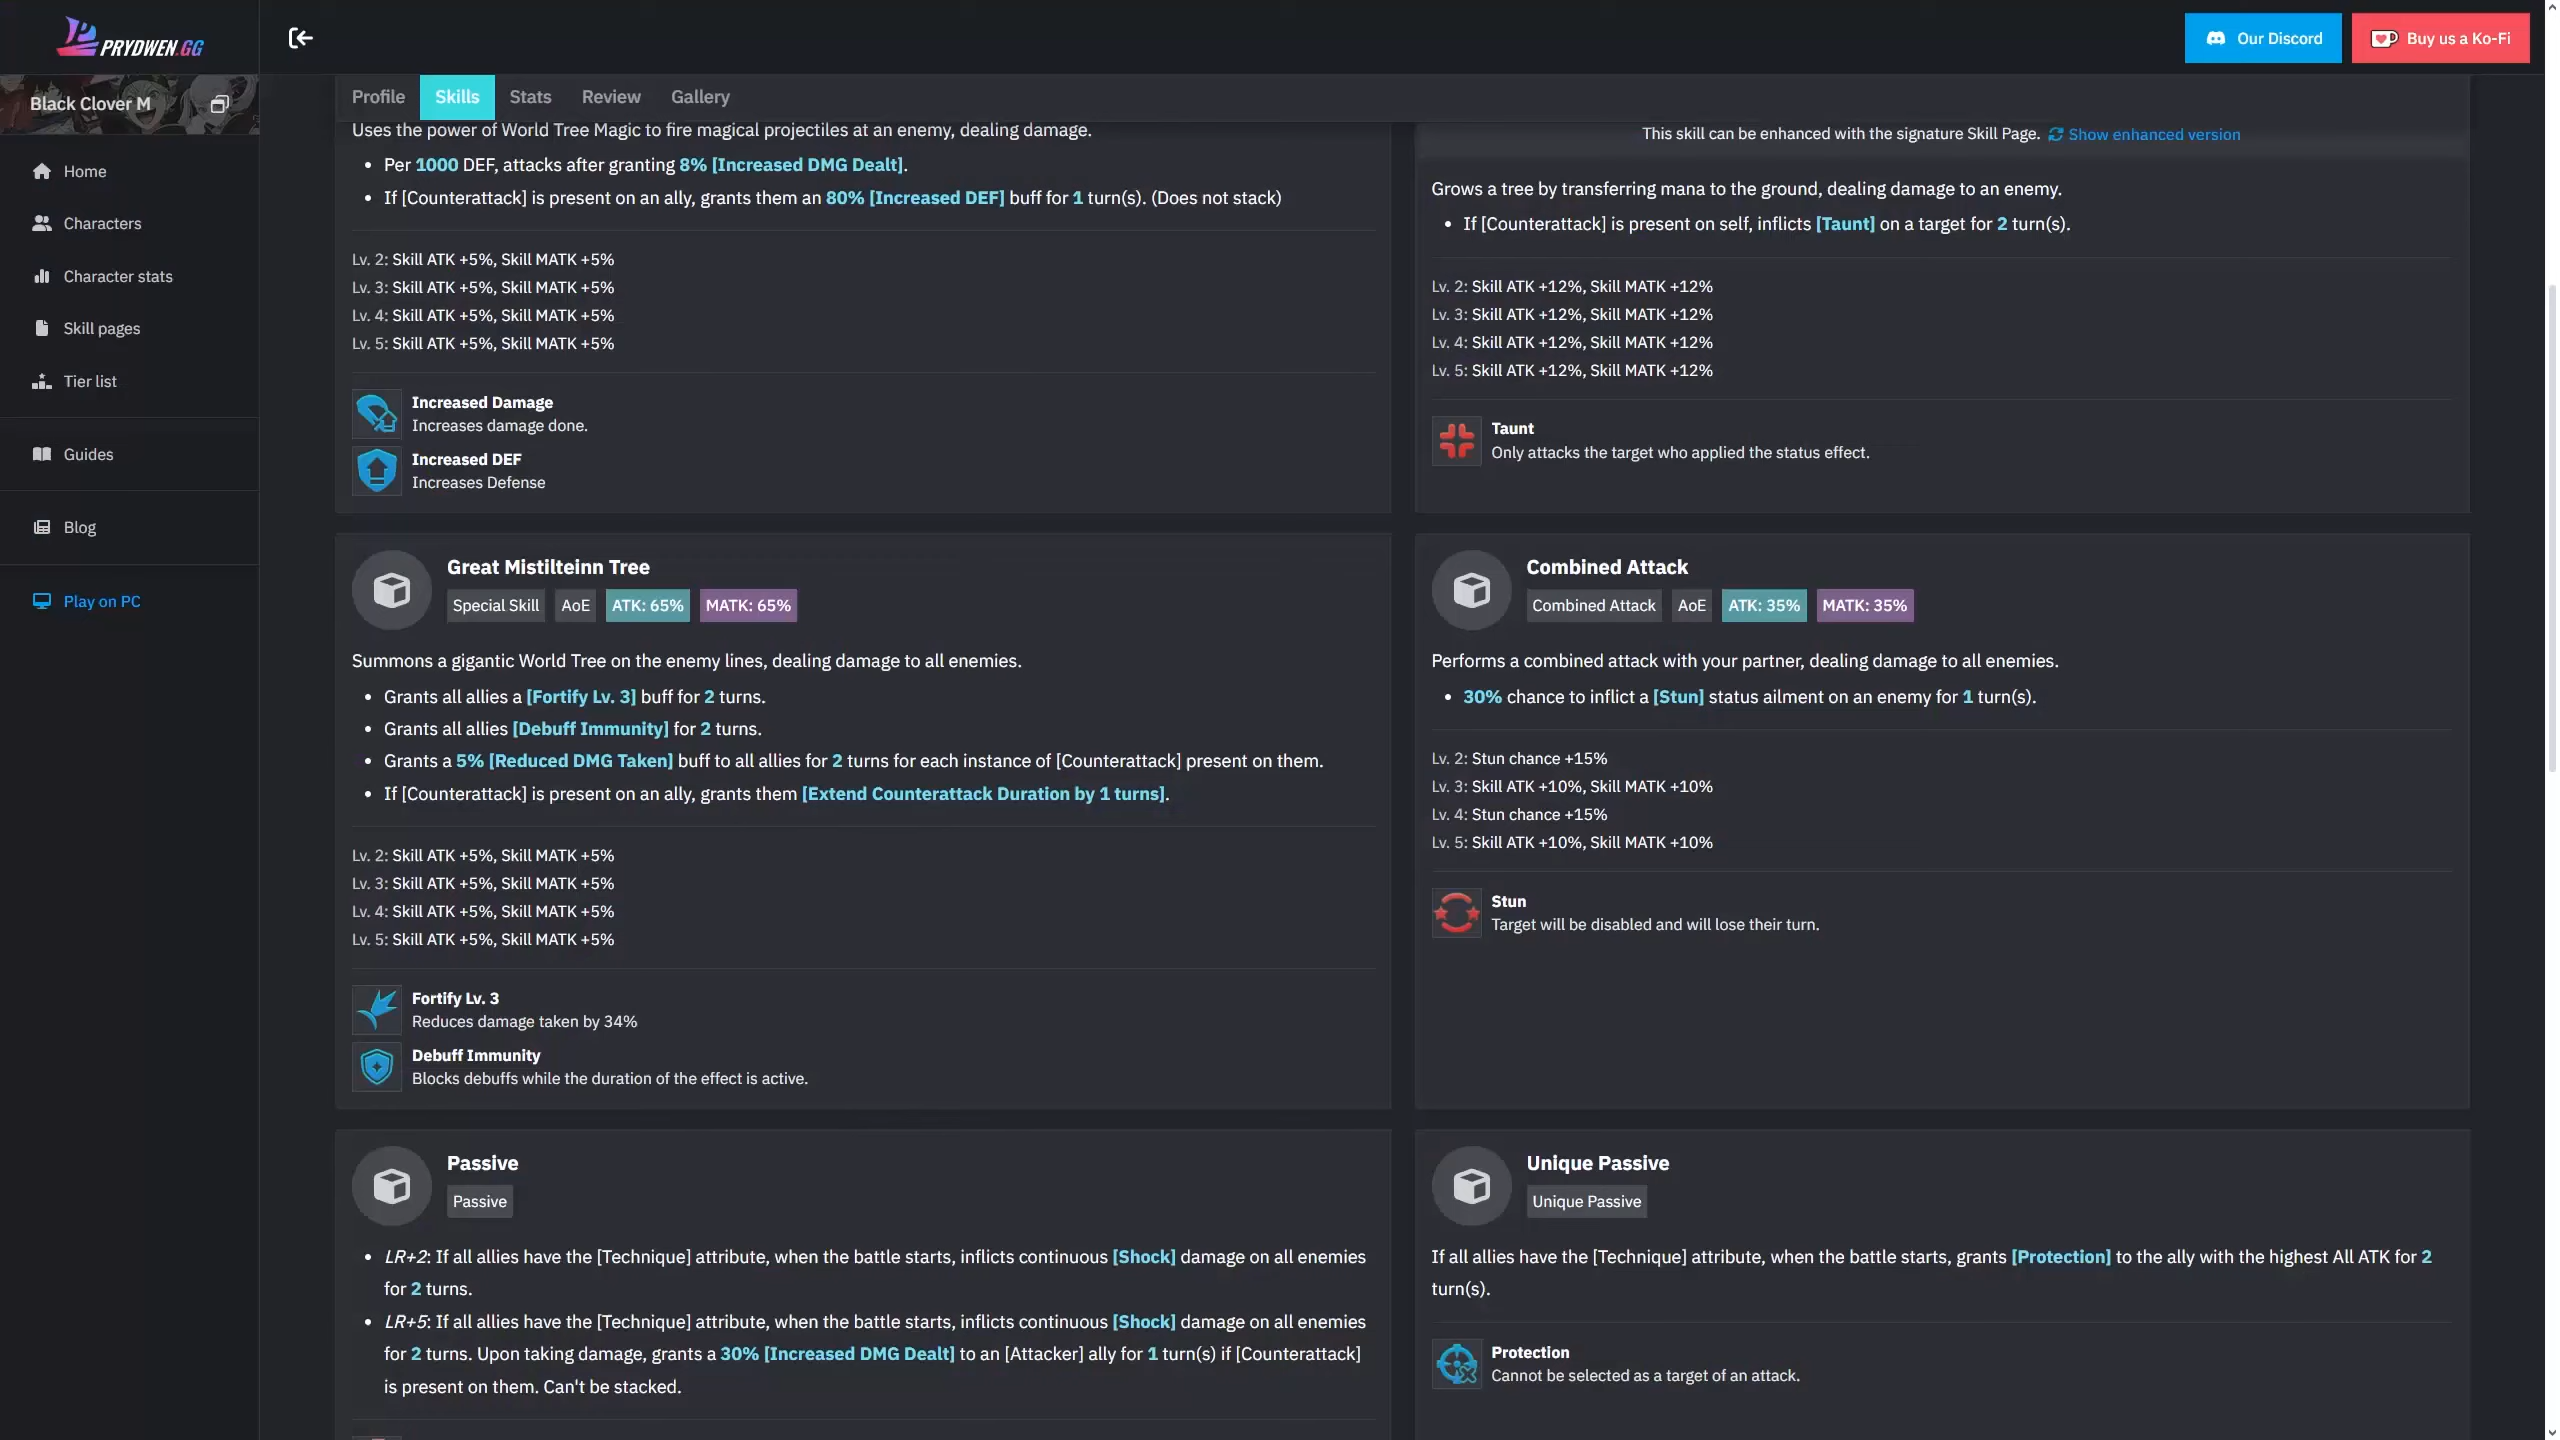 PRYDWEN.GG
Our Discord
Buy us a Ko-Fi
Black Clover M
Home
Characters
Character stats
Skill pages
Tier list
Guides
Blog
Play on PC
Profile
Skills
Stats
Review
Gallery
Uses the power of World Tree Magic to fire magical projectiles at an enemy, dealing damage.
Per 1000 DEF, attacks after granting 8% [Increased DMG Dealt].
If [Counterattack] is present on an ally, grants them an 80% [Increased DEF] buff for 1 turn(s). (Does not stack)
Lv. 2: Skill ATK +5%, Skill MATK +5%
Lv. 3: Skill ATK +5%, Skill MATK +5%
Lv. 4: Skill ATK +5%, Skill MATK +5%
Lv. 5: Skill ATK +5%, Skill MATK +5%
Increased Damage
Increases damage done.
Increased DEF
Increases Defense
This skill can be enhanced with the signature Skill Page. Show enhanced version
Grows a tree by transferring mana to the ground, dealing damage to an enemy.
If [Counterattack] is present on self, inflicts [Taunt] on a target for 2 turn(s).
Lv. 2: Skill ATK +12%, Skill MATK +12%
Lv. 3: Skill ATK +12%, Skill MATK +12%
Lv. 4: Skill ATK +12%, Skill MATK +12%
Lv. 5: Skill ATK +12%, Skill MATK +12%
Taunt
Only attacks the target who applied the status effect.
Great Mistilteinn Tree
Special Skill AoE ATK: 65% MATK: 65%
Summons a gigantic World Tree on the enemy lines, dealing damage to all enemies.
Grants all allies a [Fortify Lv. 3] buff for 2 turns.
Grants all allies [Debuff Immunity] for 2 turns.
Grants a 5% [Reduced DMG Taken] buff to all allies for 2 turns for each instance of [Counterattack] present on them.
If [Counterattack] is present on an ally, grants them [Extend Counterattack Duration by 1 turns].
Lv. 2: Skill ATK +5%, Skill MATK +5%
Lv. 3: Skill ATK +5%, Skill MATK +5%
Lv. 4: Skill ATK +5%, Skill MATK +5%
Lv. 5: Skill ATK +5%, Skill MATK +5%
Fortify Lv. 3
Reduces damage taken by 34%
Debuff Immunity
Blocks debuffs while the duration of the effect is active.
Combined Attack
Combined Attack AoE ATK: 35% MATK: 35%
Performs a combined attack with your partner, dealing damage to all enemies.
30% chance to inflict a [Stun] status ailment on an enemy for 1 turn(s).
Lv. 2: Stun chance +15%
Lv. 3: Skill ATK +10%, Skill MATK +10%
Lv. 4: Stun chance +15%
Lv. 5: Skill ATK +10%, Skill MATK +10%
Stun
Target will be disabled and will lose their turn.
Passive
Passive
LR+2: If all allies have the [Technique] attribute, when the battle starts, inflicts continuous [Shock] damage on all enemies
for 2 turns.
LR+5: If all allies have the [Technique] attribute, when the battle starts, inflicts continuous [Shock] damage on all enemies
for 2 turns. Upon taking damage, grants a 30% [Increased DMG Dealt] to an [Attacker] ally for 1 turn(s) if [Counterattack]
is present on them. Can't be stacked.
Unique Passive
Unique Passive
If all allies have the [Technique] attribute, when the battle starts, grants [Protection] to the ally with the highest All ATK for 2
turn(s).
Protection
Cannot be selected as a target of an attack.